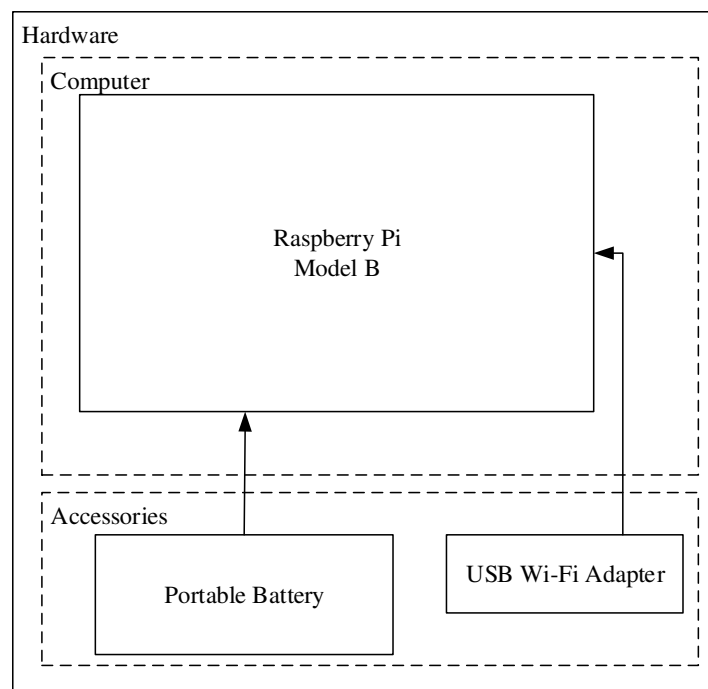 Hardware
Computer
Raspberry Pi
Model B
Accessories
Portable Battery
USB Wi-Fi Adapter